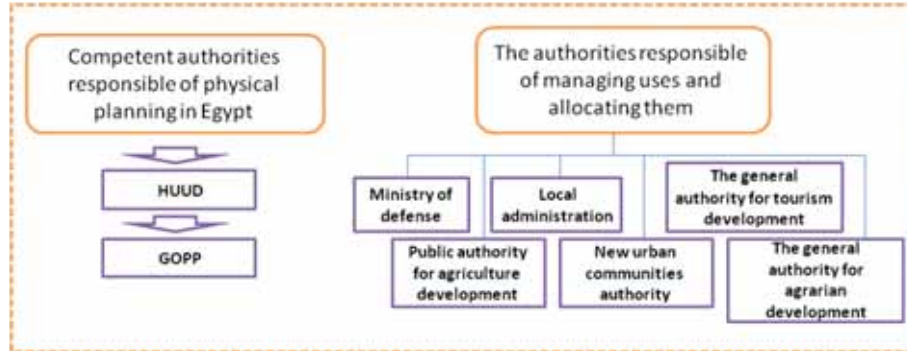 Competent authorities
responsible of physical
planning in Egypt
HUUD
GOPP
The authorities responsible
of managing uses and
allocating them
Ministry of
defense
Local
administration
The general
authority for tourism
development
Public authority
for agriculture
development
New urban
communities
authority
The general
authority for
agrarian
development